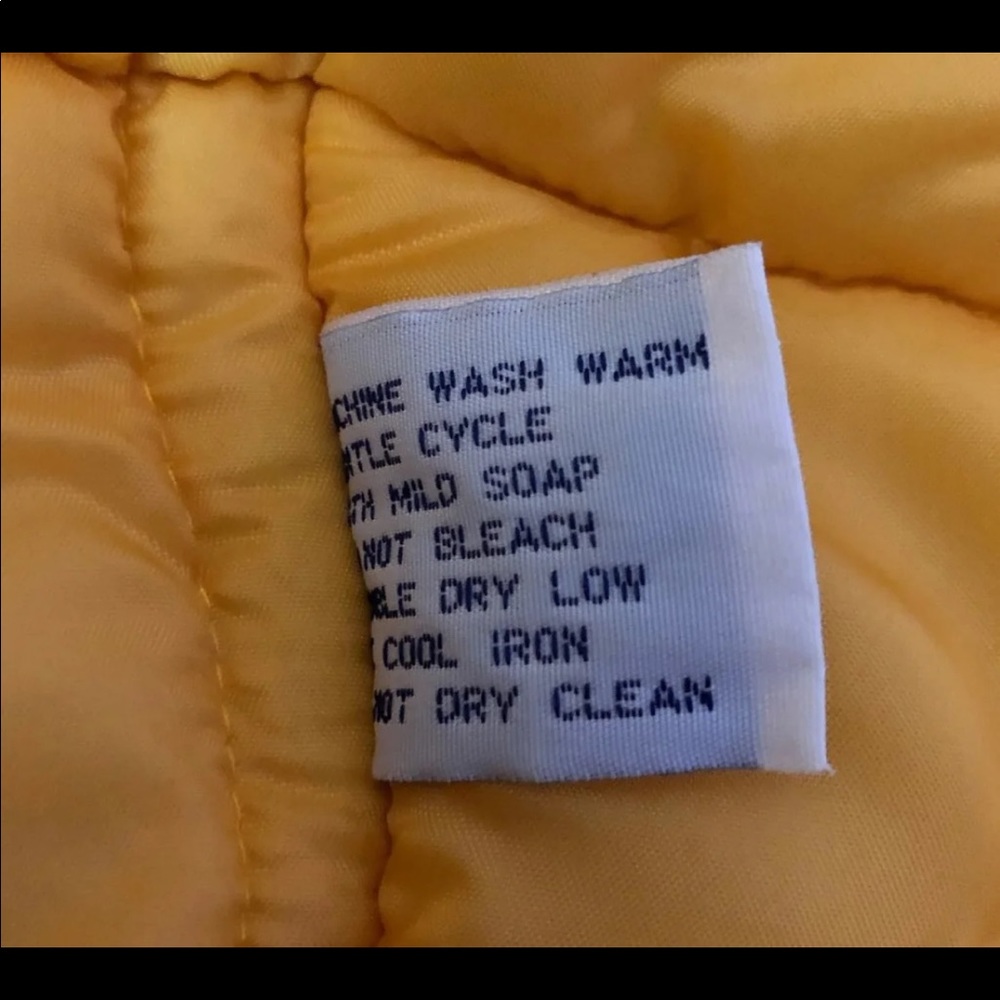 CHINE WASH WARM
NTLE CYCLE
TH MILD SOAP
NOT BLEACH
BLE DRY LOW
COOL IRON
NOT DRY CLEAN